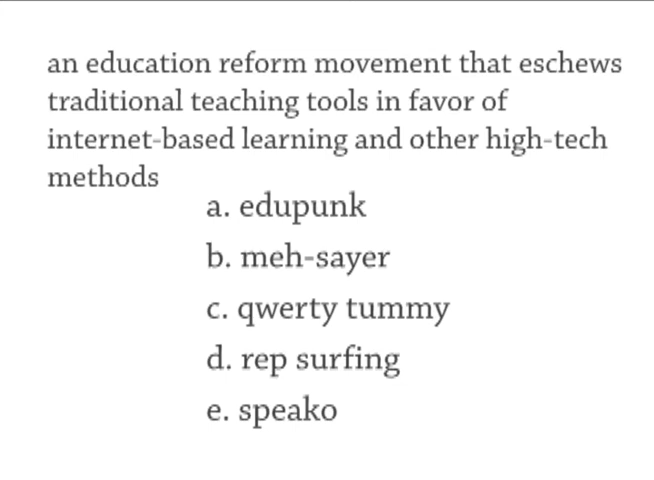 an education reform movement that eschews
traditional teaching tools in favor of
internet-based learning and other high-tech
methods
a. edupunk
b. meh-sayer
c. qwerty tummy
d. rep surfing
e. speako